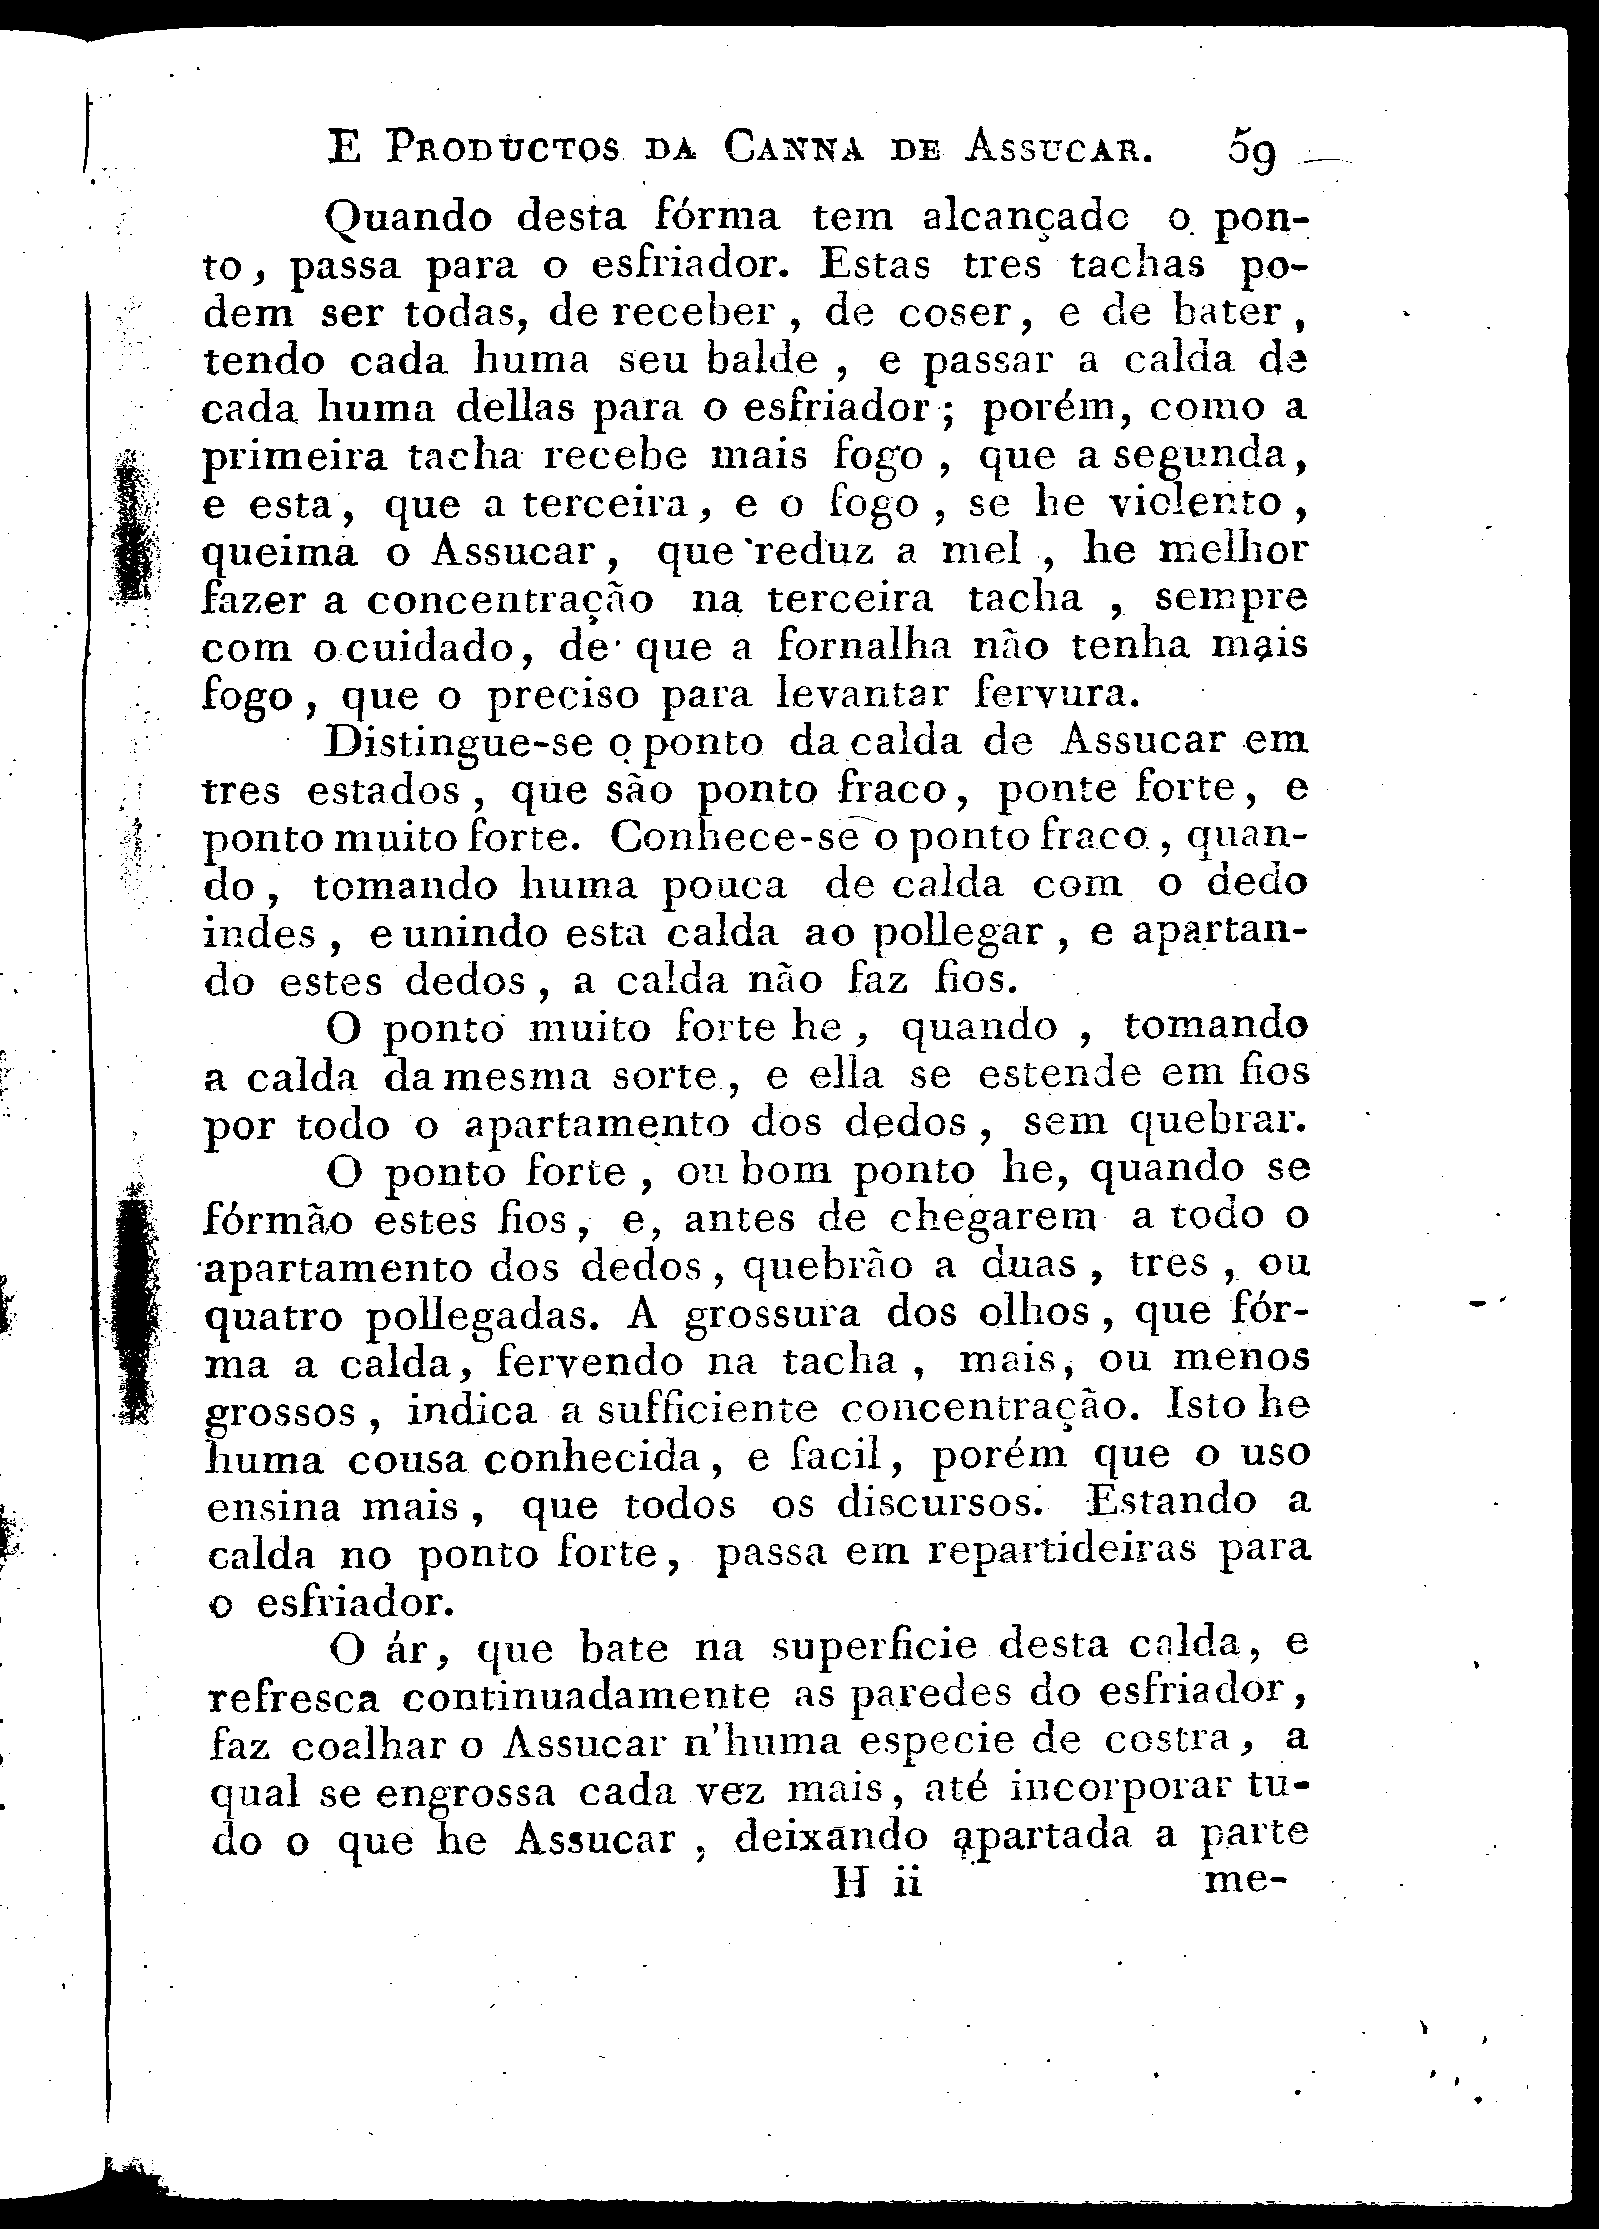 E PRODUCTOS DA CANNA DE ASSUCAR. 59
Quando desta fórma tem alcançado o pon-
to, passa para o esfriador. Estas tres tachas po-
dem ser todas, de receber, de coser, e de bater,
tendo cada huma seu balde, e passar a calda de
cada huma dellas para o esfriador; porém, como a
primeira tacha recebe mais fogo, que a segunda,
e esta, que a terceira, e o fogo, se he violento,
queima o Assucar, que reduz a mel, he melhor
fazer a concentração na terceira tacha, sempre
com o cuidado, de que a fornalha não tenha mais
fogo, que o preciso para levantar fervura.
Distingue-se o ponto da calda de Assucar em
tres estados, que são ponto fraco, ponte forte, e
ponto muito forte. Conhece-se o ponto fraco, quan-
do, tomando huma pouca de calda com o dedo
indes, e unindo esta calda ao pollegar, e apartan-
do estes dedos, a calda não faz fios.
O ponto muito forte he, quando, tomando
a calda da mesma sorte, e ella se estende em fios
por todo o apartamento dos dedos, sem quebrar.
O ponto forte, ou bom ponto he, quando se
fórmão estes fios, e, antes de chegarem a todo o
apartamento dos dedos, quebrão a duas, tres, ou
quatro pollegadas. A grossura dos olhos, que fór-
ma a calda, fervendo na tacha, mais, ou menos
grossos, indica a sufficiente concentração. Isto he
huma cousa conhecida, e facil, porém que o uso
ensina mais, que todos os discursos. Estando a
calda no ponto forte, passa em repartideiras para
o esfriador.
O ár, que bate na superficie desta calda, e
refresca continuadamente as paredes do esfriador,
faz coalhar o Assucar n'huma especie de costra, a
qual se engrossa cada vez mais, até incorporar tu-
do o que he Assucar, deixando apartada a parte
H ii me-